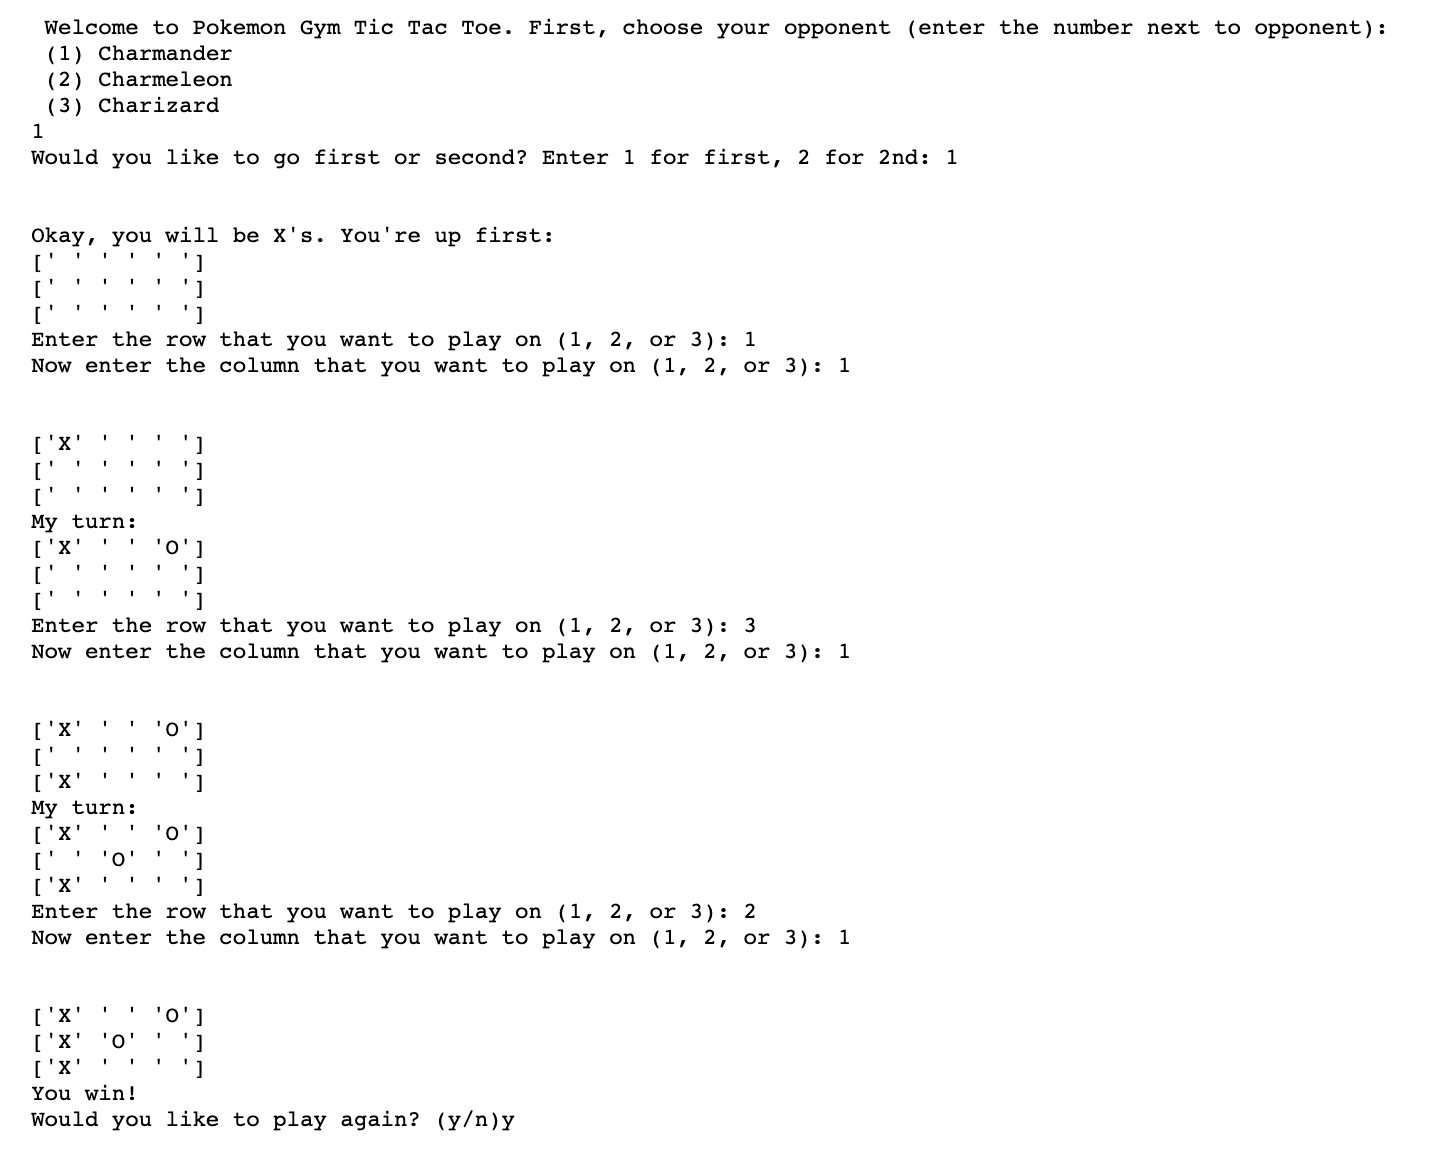 Welcome to Pokemon Gym Tic Tac Toe. First, choose your opponent (enter the number next to opponent):
(1) Charmander
(2) Charmeleon
(3) Charizard
1
Would you like to go first or second? Enter 1 for first, 2 for 2nd: 1
Okay, you will be X's. You're up first:
[' ' ' ' ' ']
[' ' ' ' ' ']
[' ' ' ' ' ']
Enter the row that you want to play on (1, 2, or 3): 1
Now enter the column that you want to play on (1, 2, or 3): 1
['X' ' ' ' ']
[' ' ' ' ' ']
[' ' ' ' ' ']
My turn:
['X' ' ' 'O']
[' ' ' ' ' ']
[' ' ' ' ' ']
Enter the row that you want to play on (1, 2, or 3): 3
Now enter the column that you want to play on (1, 2, or 3): 1
['X' ' ' 'O']
[' ' ' ' ' ']
['X' ' ' ' ']
My turn:
['X' ' ' 'O']
[' ' 'O' ' ']
['X' ' ' ' ']
Enter the row that you want to play on (1, 2, or 3): 2
Now enter the column that you want to play on (1, 2, or 3): 1
['X' ' ' 'O']
['X' 'O' ' ']
['X' ' ' ' ']
You win!
Would you like to play again? (y/n)y